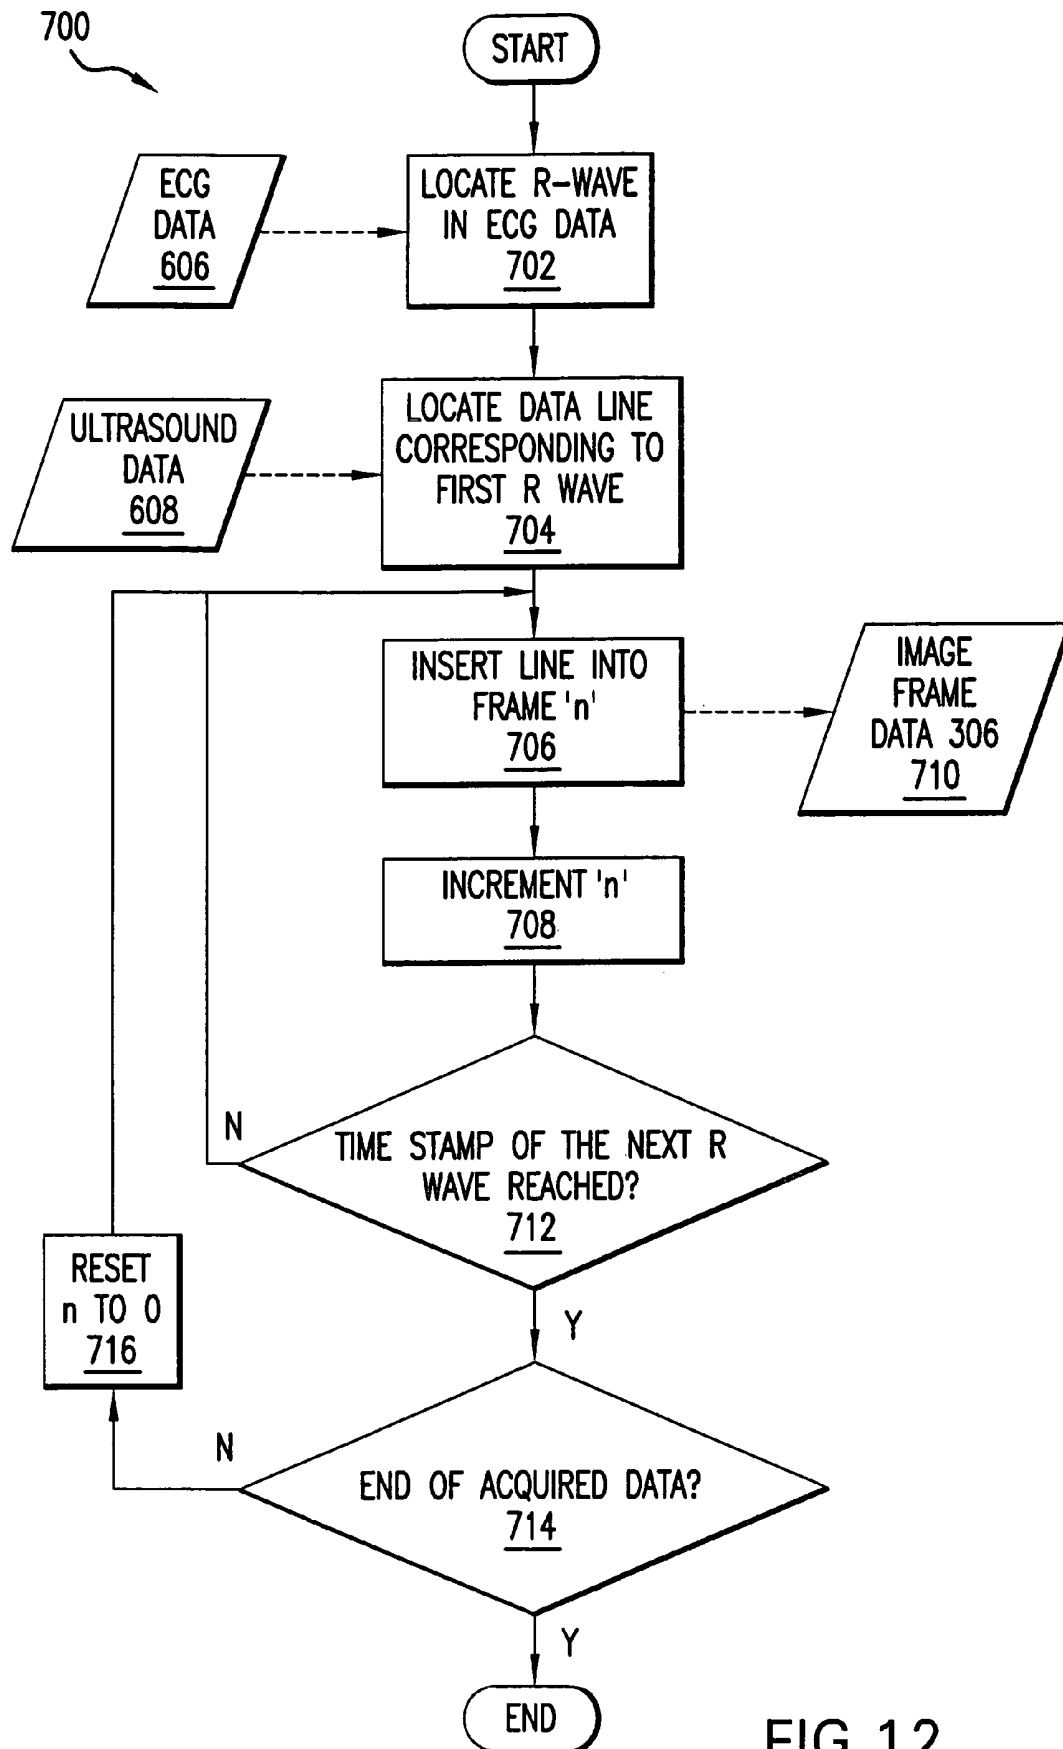 700
START
ECG
DATA
606
LOCATE R-WAVE
IN ECG DATA
702
ULTRASOUND
DATA
608
LOCATE DATA LINE
CORRESPONDING TO
FIRST R WAVE
704
INSERT LINE INTO
FRAME 'n'
706
IMAGE
FRAME
DATA 306
710
INCREMENT 'n'
708
N
TIME STAMP OF THE NEXT R
WAVE REACHED?
712
Y
RESET
n TO 0
716
N
END OF ACQUIRED DATA?
714
Y
END
FIG.12